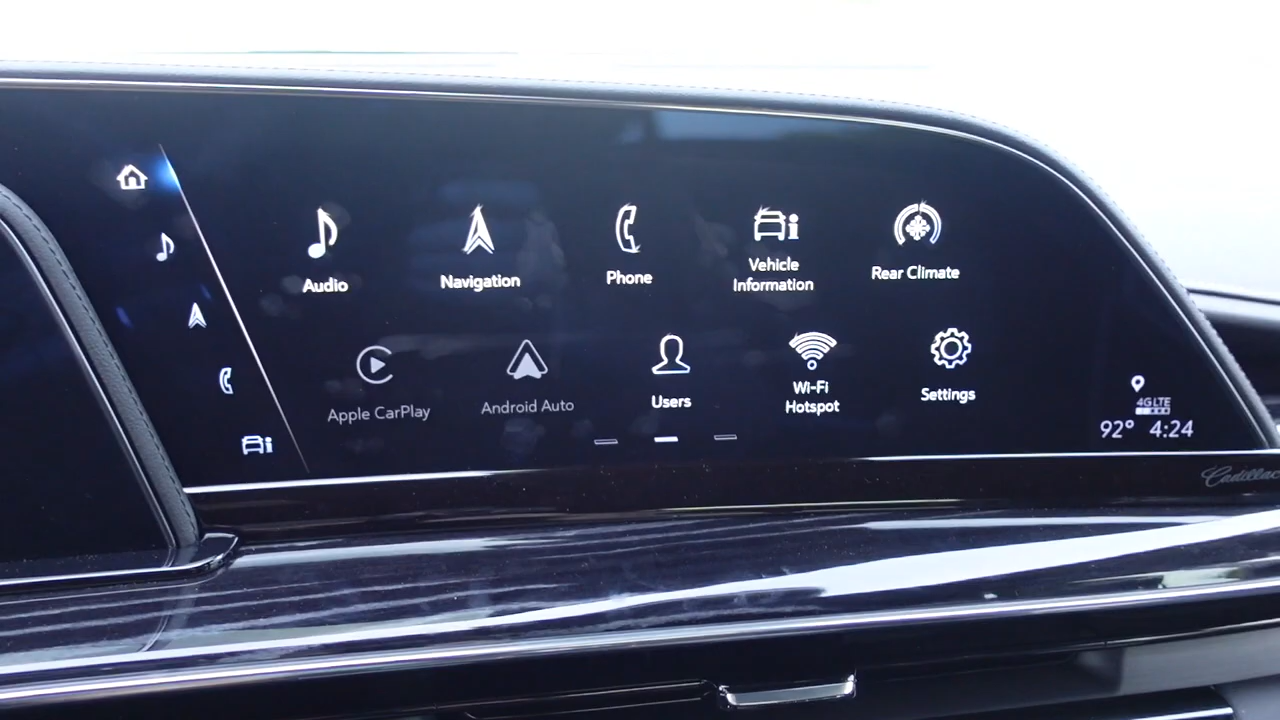 Audio
Navigation
Phone
Vehicle
Information
Rear Climate
Apple CarPlay
Android Auto
Users
Wi-Fi
Hotspot
Settings
4G LTE
92° 4:24
Cadillac